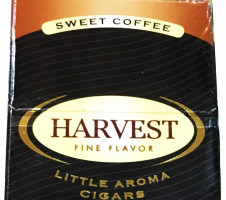 SWEET COFFEE
HARVEST
FINE FLAVOR
LITTLE AROMA
CIGARS